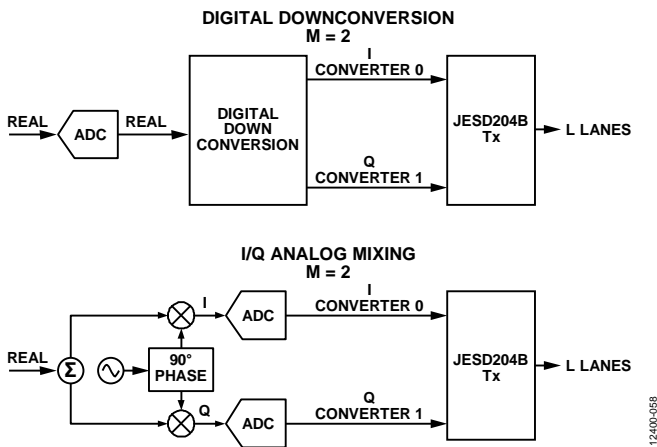 DIGITAL DOWNCONVERSION
M = 2
I
CONVERTER 0
REAL
ADC
REAL
DIGITAL
DOWN
CONVERSION
JESD204B
Tx
L LANES
Q
CONVERTER 1
I/Q ANALOG MIXING
M = 2
I
ADC
I
CONVERTER 0
REAL
Σ
90°
PHASE
JESD204B
Tx
L LANES
Q
ADC
Q
CONVERTER 1
12400-058